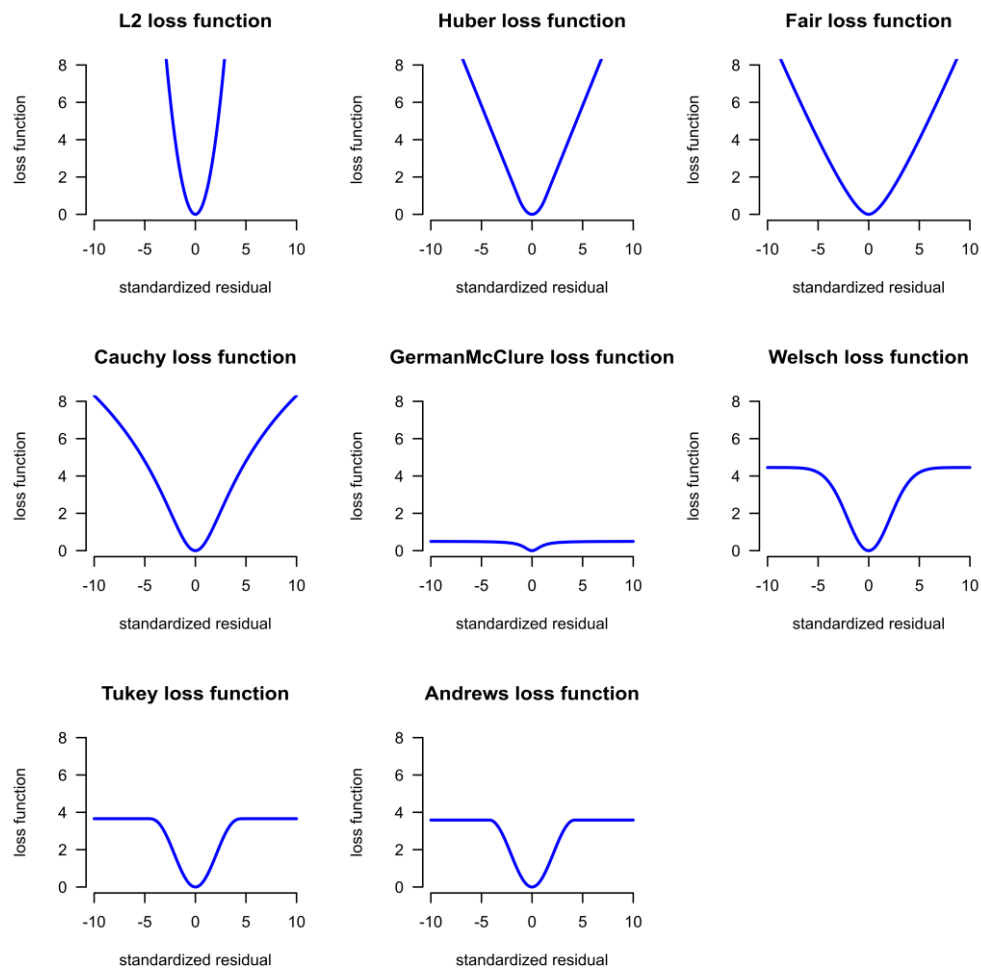 L2 loss function
8
6
4
2
0
loss function
-10 -5 0 5 10
standardized residual
Huber loss function
8
6
4
2
0
loss function
-10 -5 0 5 10
standardized residual
Fair loss function
8
6
4
2
0
loss function
-10 -5 0 5 10
standardized residual
Cauchy loss function
8
6
4
2
0
loss function
-10 -5 0 5 10
standardized residual
GermanMcClure loss function
8
6
4
2
0
loss function
-10 -5 0 5 10
standardized residual
Welsch loss function
8
6
4
2
0
loss function
-10 -5 0 5 10
standardized residual
Tukey loss function
8
6
4
2
0
loss function
-10 -5 0 5 10
standardized residual
Andrews loss function
8
6
4
2
0
loss function
-10 -5 0 5 10
standardized residual